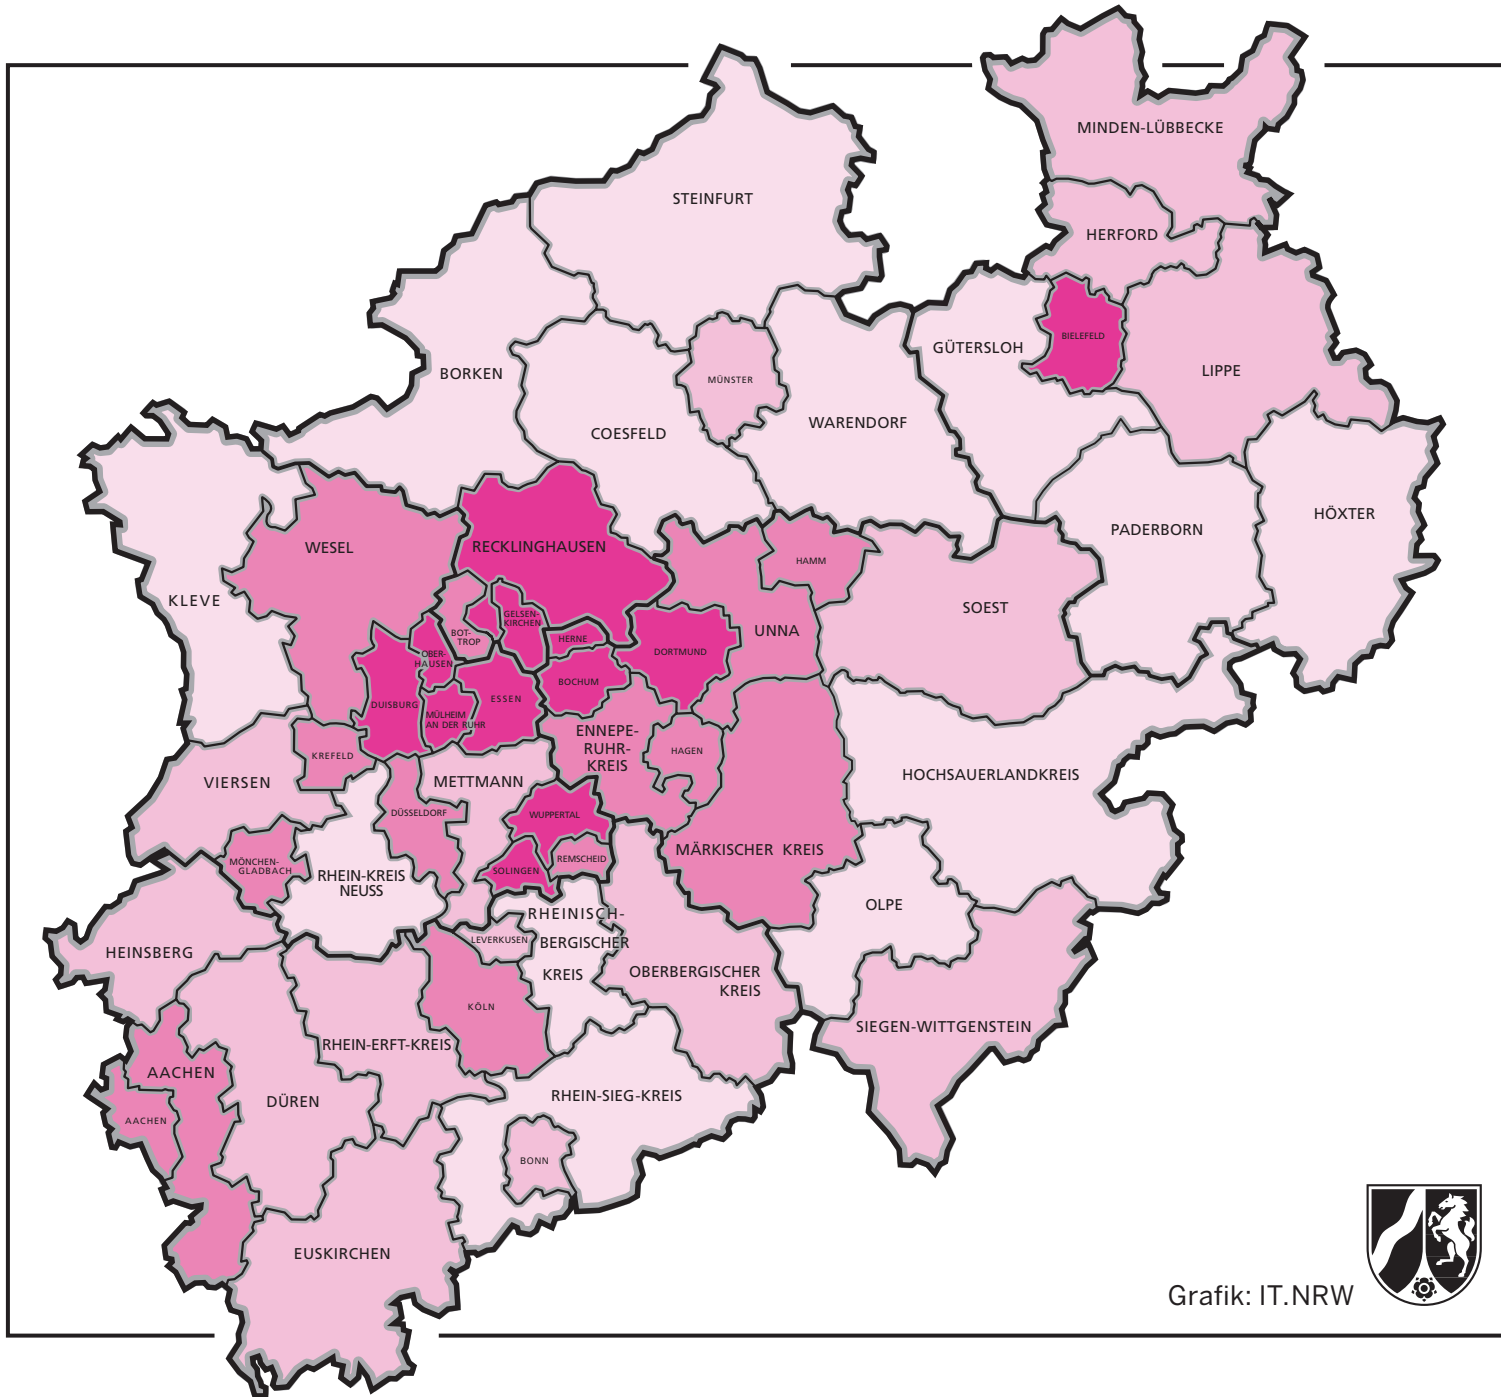 MINDEN-LÜBBECKE
STEINFURT
HERFORD
BIELEFELD
GÜTERSLOH
LIPPE
BORKEN
MÜNSTER
WARENDORF
COESFELD
HÖXTER
PADERBORN
WESEL
RECKLINGHAUSEN
HAMM
KLEVE
SOEST
GELSEN-
KIRCHEN
BOT-
TROP
HERNE
UNNA
DORTMUND
OBER-
HAUSEN
BOCHUM
ESSEN
DUISBURG
MÜLHEIM
AN DER RUHR
ENNEPE-
RUHR-
KREIS
HAGEN
KREFELD
VIERSEN
METTMANN
HOCHSAUERLANDKREIS
DÜSSELDORF
WUPPERTAL
MÄRKISCHER KREIS
REMSCHEID
SOLINGEN
MÖNCHEN-
GLADBACH
RHEIN-KREIS
NEUSS
OLPE
RHEINISCH-
BERGISCHER
KREIS
LEVERKUSEN
HEINSBERG
OBERBERGISCHER
KREIS
KÖLN
SIEGEN-WITTGENSTEIN
RHEIN-ERFT-KREIS
AACHEN
DÜREN
RHEIN-SIEG-KREIS
AACHEN
BONN
EUSKIRCHEN
Grafik: IT.NRW